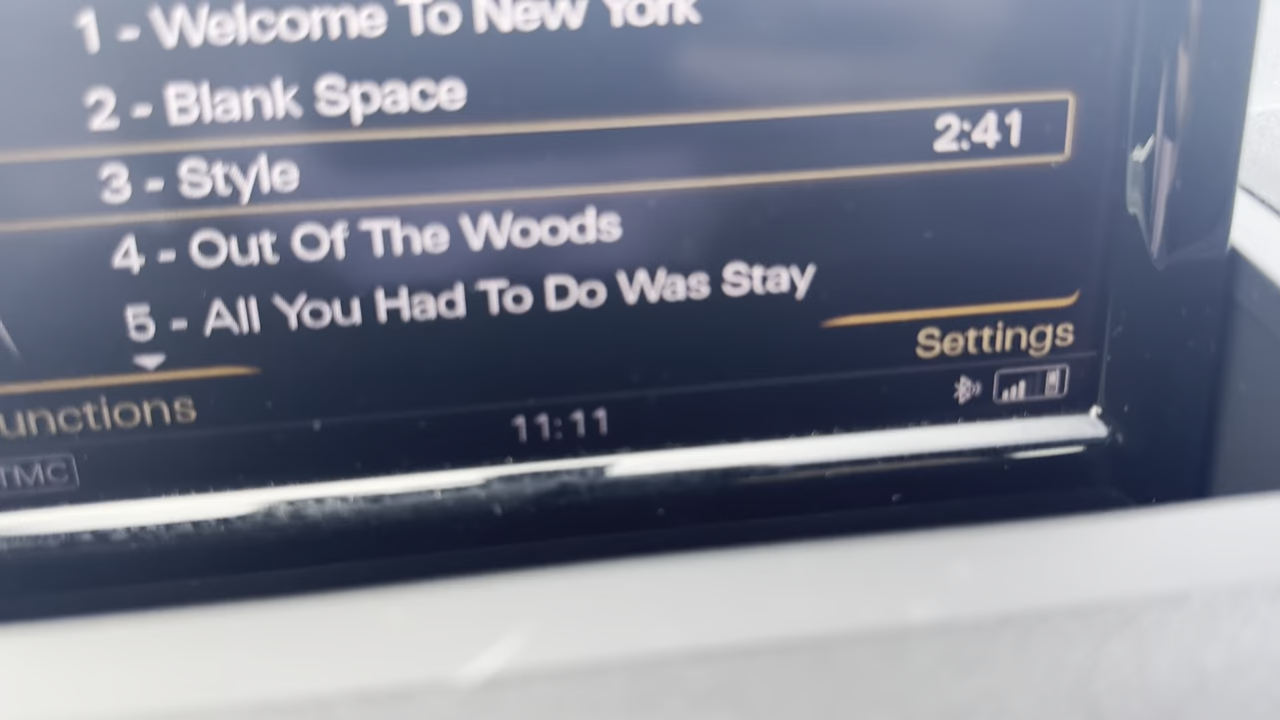 1 - Welcome To New York
2 - Blank Space
3 - Style 2:41
4 - Out Of The Woods
5 - All You Had To Do Was Stay
Settings
unctions
11:11
TMC